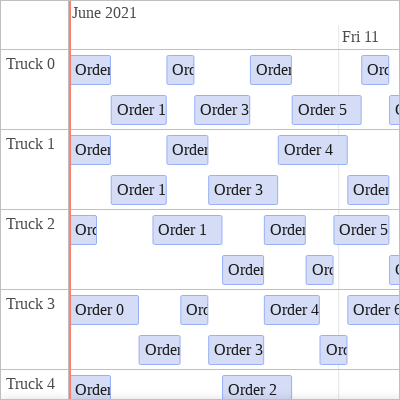 June 2021
Fri 11
Truck 0
Order Orc Order Orc
Order 1 Order 3 Order 5
Truck 1
Order Order Order 4
Order 1 Order 3 Order
Truck 2
Orc Order 1 Order Order 5
Order Orc
Truck 3
Order 0 Orc Order 4 Order 6
Order Order 3 Orc
Truck 4
Order Order 2